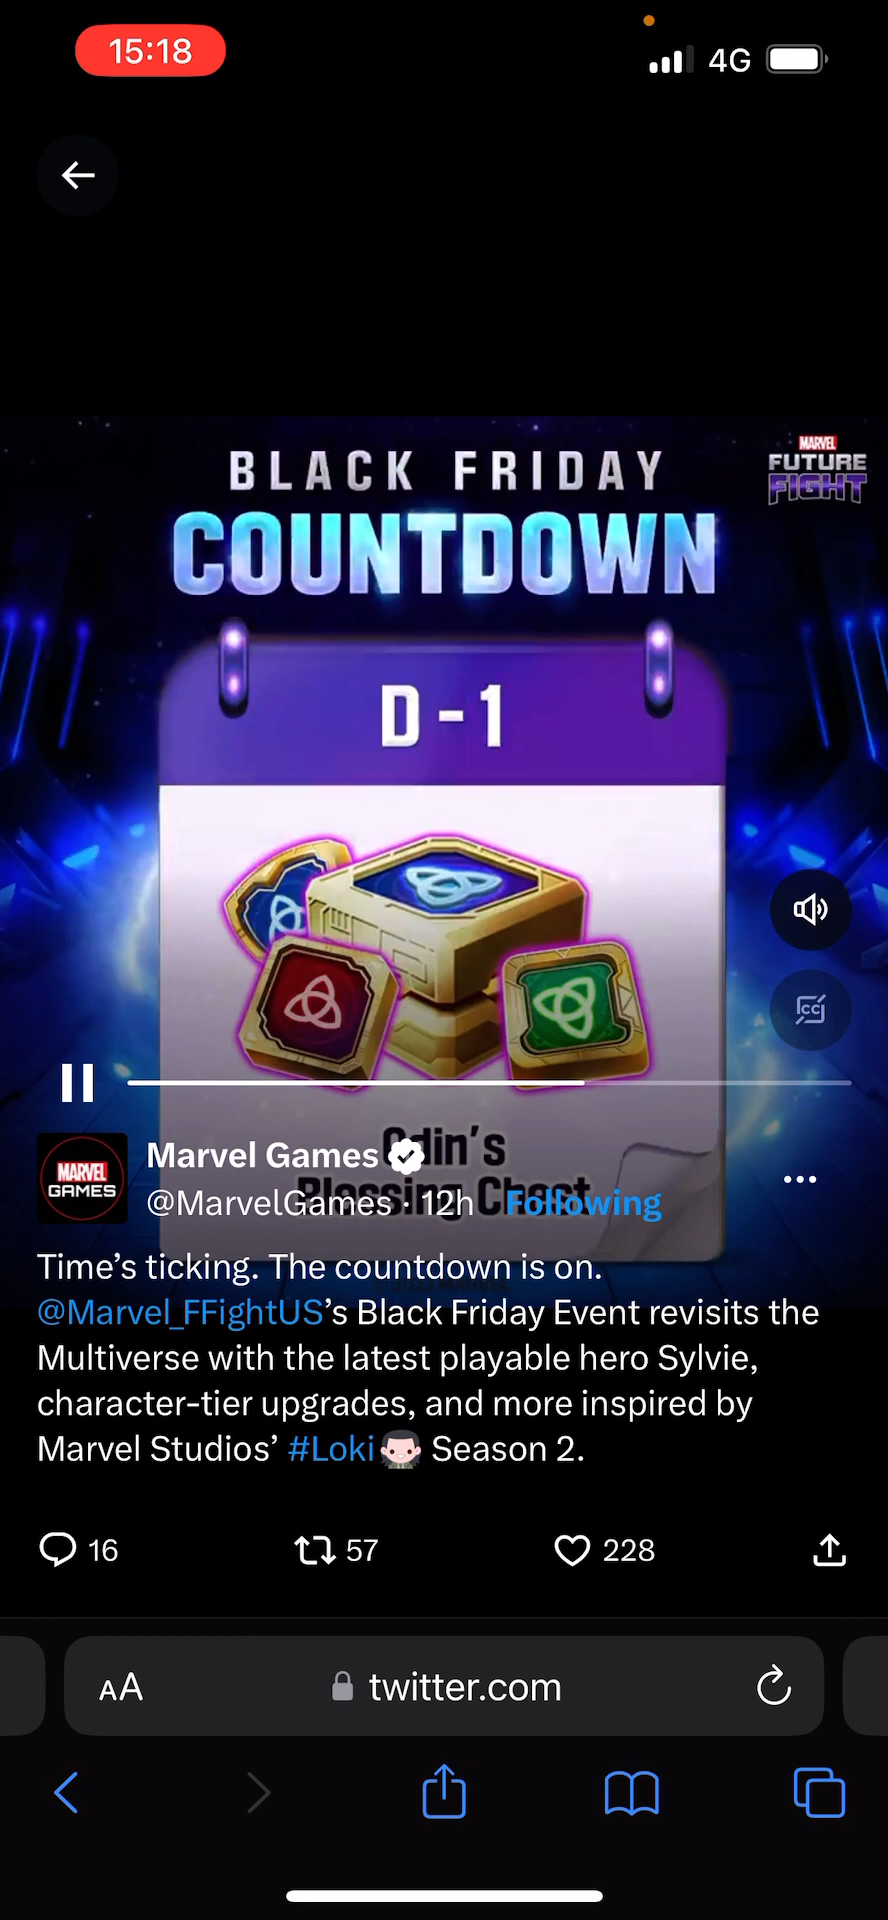 15:18
4G
BLACK FRIDAY
COUNTDOWN
MARVEL
FUTURE
FIGHT
D-1
CC
Odin's
Blessing Chest
MARVEL
GAMES
Marvel Games
@MarvelGames · 12h Following
Time’s ticking. The countdown is on.
@Marvel_FFightUS’s Black Friday Event revisits the
Multiverse with the latest playable hero Sylvie,
character-tier upgrades, and more inspired by
Marvel Studios’ #Loki Season 2.
16
57
228
AA
twitter.com